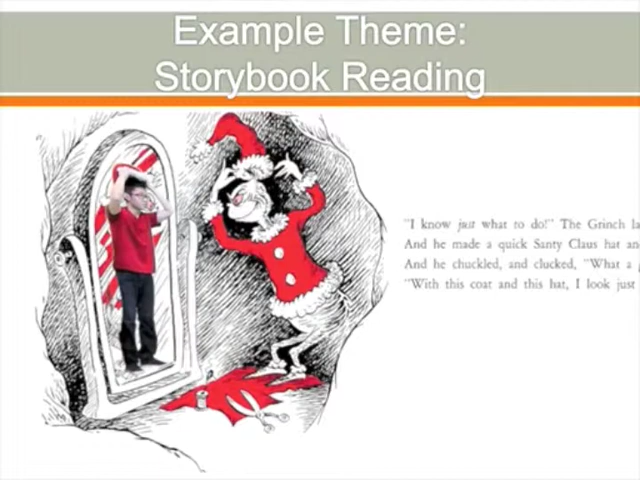 Example Theme:
Storybook Reading
"I know just what to do!" The Grinch la
And he made a quick Santy Claus hat an
And he chuckled, and clucked, "What a
"With this coat and this hat, I look just